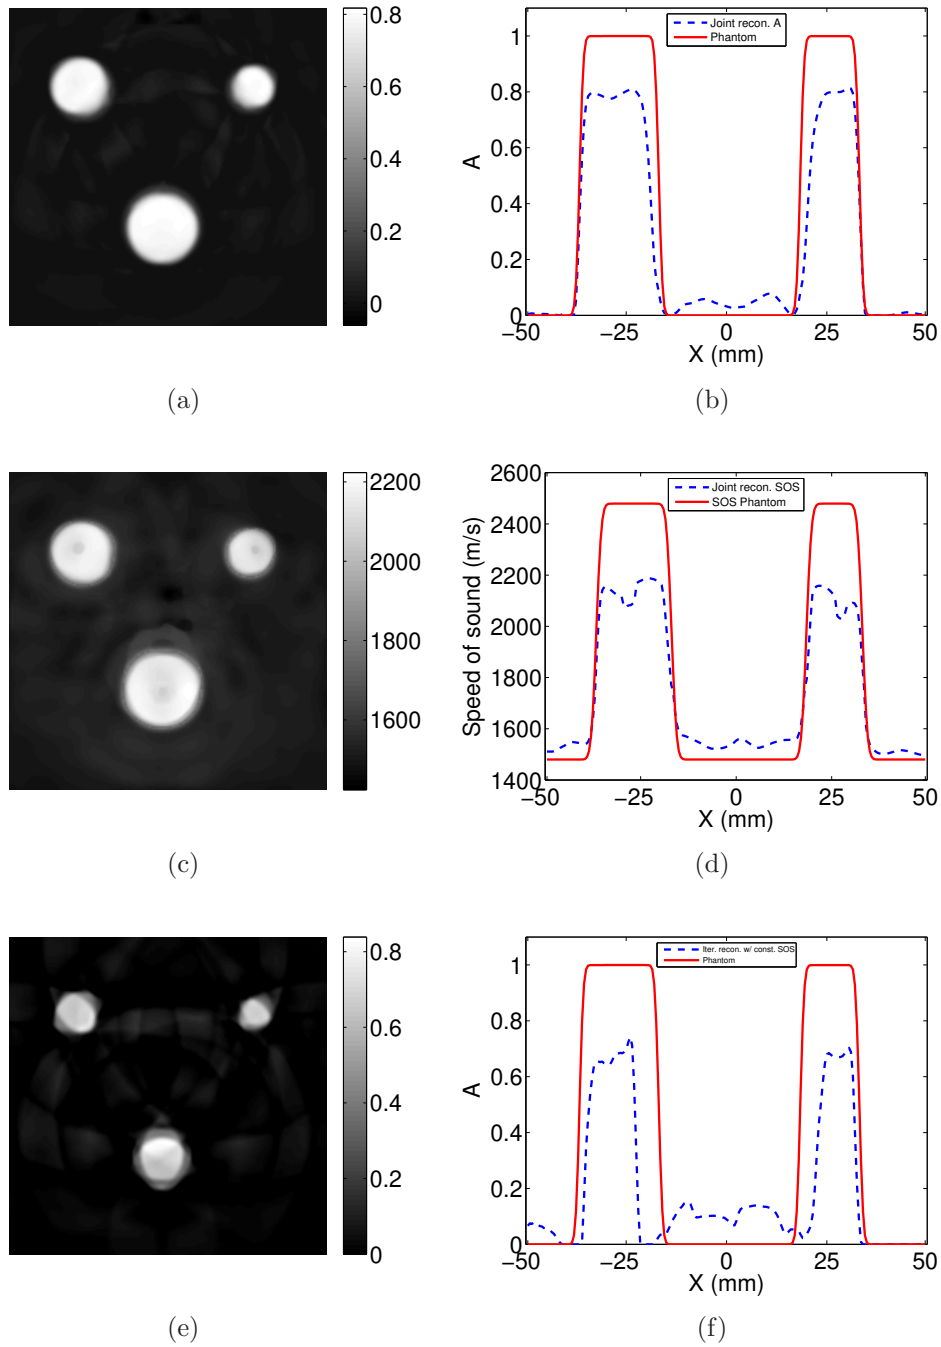 0.8
0.6
0.4
0.2
0
(a)
Joint recon. A
Phantom
1
0.8
0.6
0.4
0.2
0
A
−50 −25 0 25 50
X (mm)
(b)
2200
2000
1800
1600
(c)
Joint recon. SOS
SOS Phantom
2600
2400
2200
2000
1800
1600
1400
Speed of sound (m/s)
−50 −25 0 25 50
X (mm)
(d)
0.8
0.6
0.4
0.2
0
(e)
Iter. recon. w/ const. SOS
Phantom
1
0.8
0.6
0.4
0.2
0
A
−50 −25 0 25 50
X (mm)
(f)